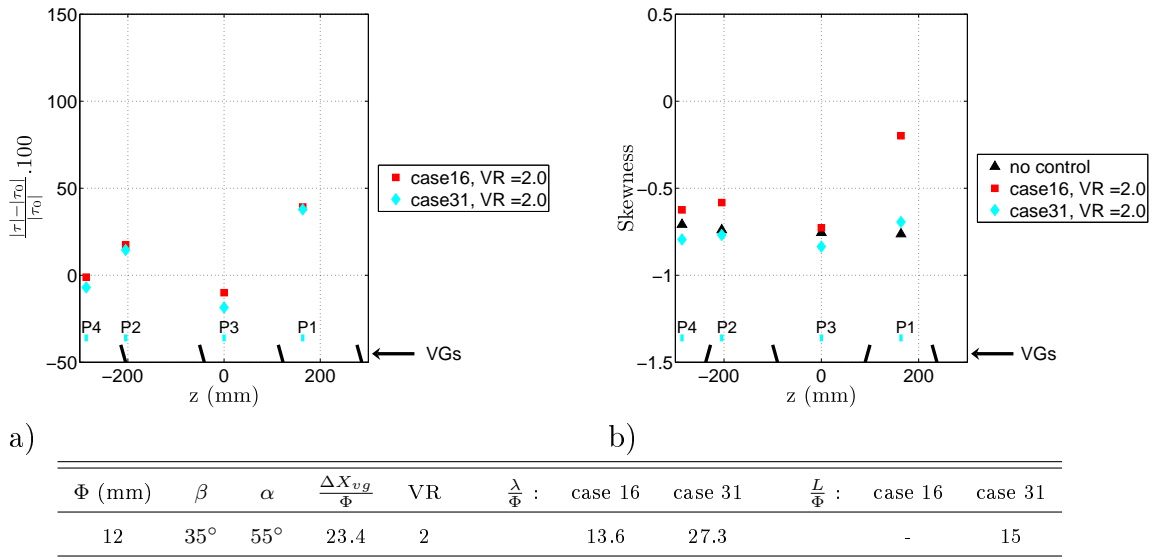 150
100
50
0
−50
|τ|−|τ0| / |τ0| .100
P4 P2 P3 P1
−200 0 200
z (mm)
VGs
case16, VR =2.0
case31, VR =2.0
a)
0.5
0
−0.5
−1
−1.5
Skewness
P4 P2 P3 P1
−200 0 200
z (mm)
VGs
no control
case16, VR =2.0
case31, VR =2.0
b)
Φ (mm) β α ΔXvg/Φ VR λ/Φ : case 16 case 31 L/Φ : case 16 case 31
12 35° 55° 23.4 2 13.6 27.3 - 15